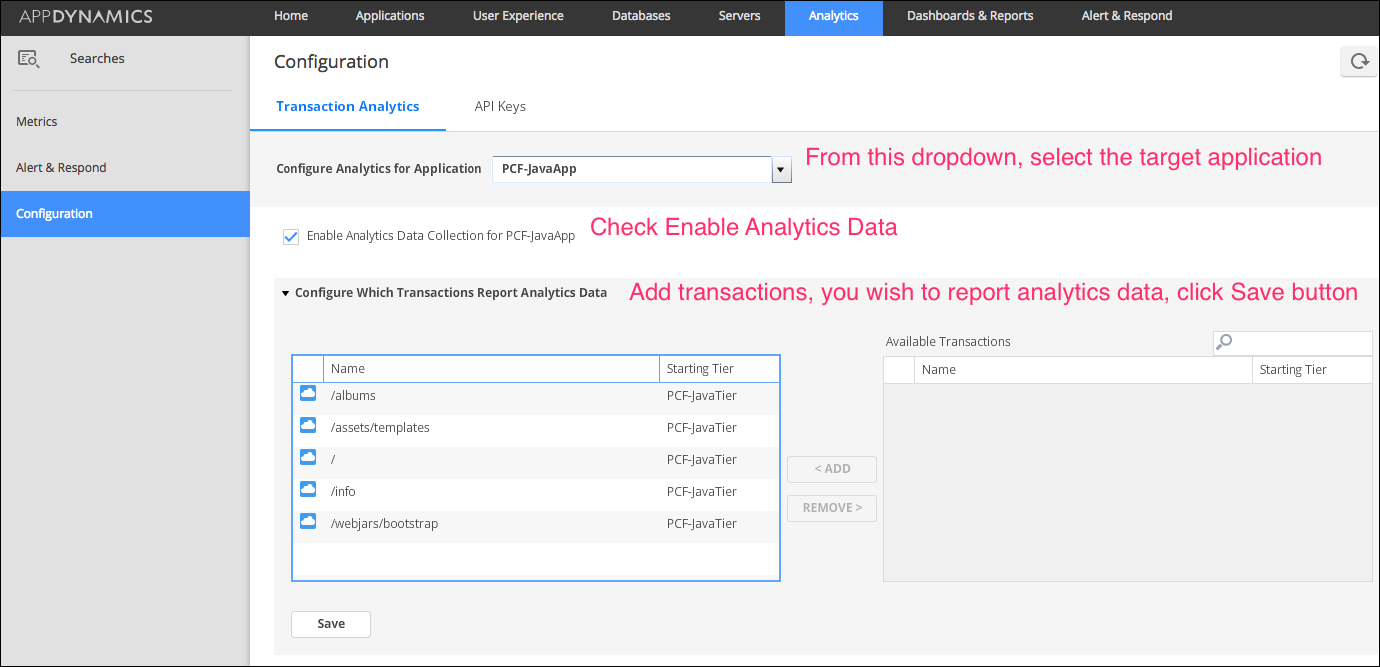 APPDYNAMICS
Home Applications User Experience Databases Servers Analytics Dashboards & Reports Alert & Respond
Searches
Metrics
Alert & Respond
Configuration
Configuration
Transaction Analytics API Keys
Configure Analytics for Application PCF-JavaApp From this dropdown, select the target application
Enable Analytics Data Collection for PCF-JavaApp Check Enable Analytics Data
Configure Which Transactions Report Analytics Data Add transactions, you wish to report analytics data, click Save button
Name Starting Tier
/albums PCF-JavaTier
/assets/templates PCF-JavaTier
/ PCF-JavaTier
/info PCF-JavaTier
/webjars/bootstrap PCF-JavaTier
< ADD
REMOVE >
Available Transactions
Name Starting Tier
Save